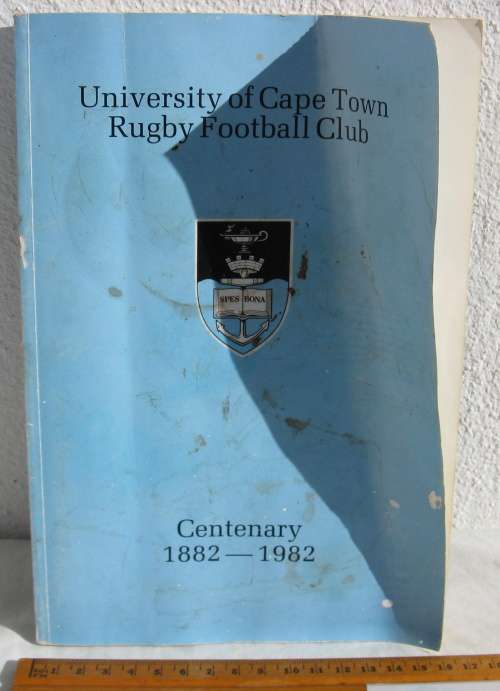 University of Cape Town
Rugby Football Club
SPES BONA
Centenary
1882 — 1982